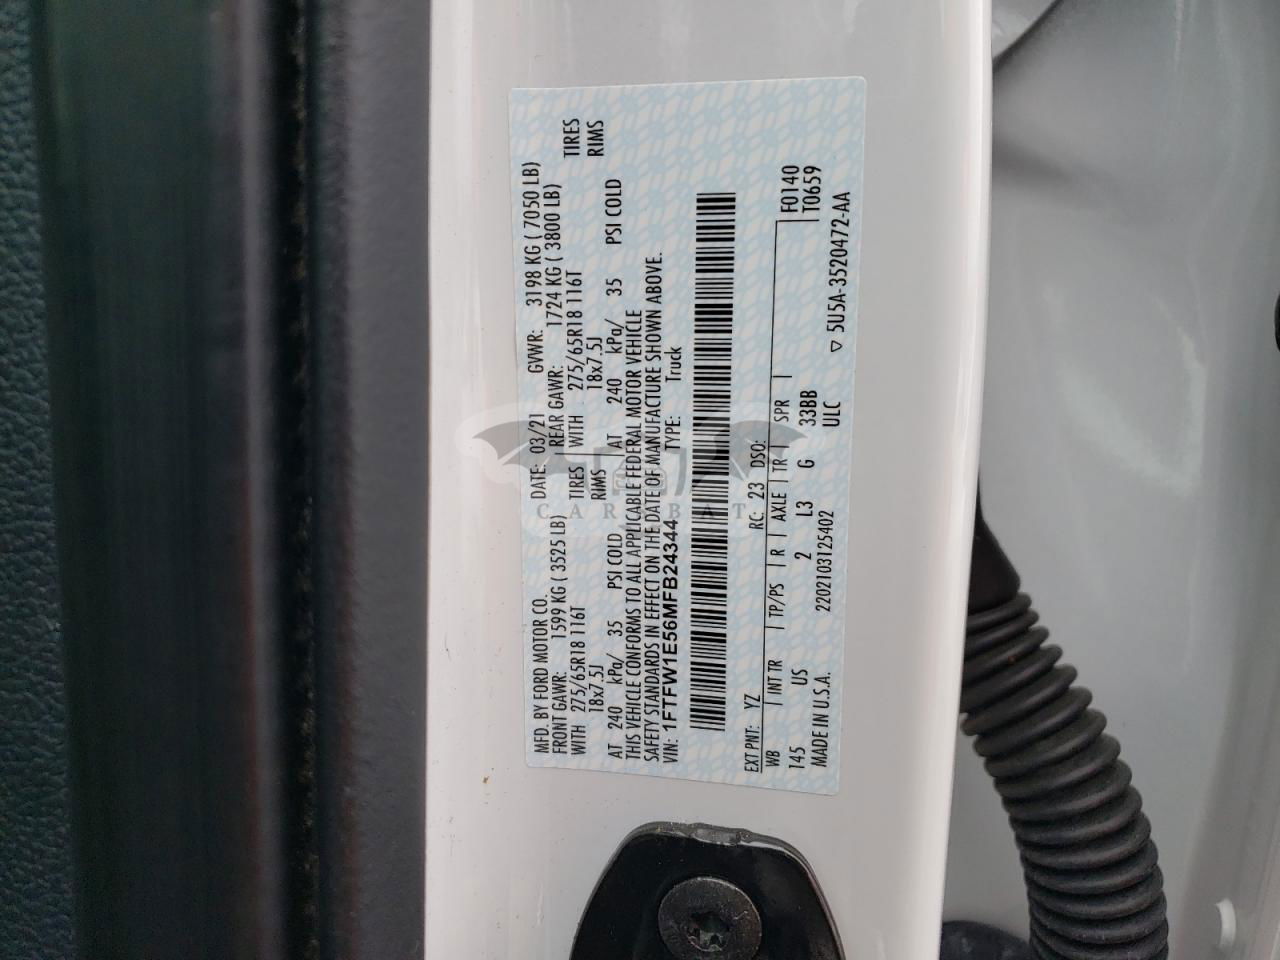 MFD. BY FORD MOTOR CO. DATE: 03/21 GVWR: 3198 KG ( 7050 LB)
FRONT GAWR: 1599 KG ( 3525 LB) REAR GAWR: 1724 KG ( 3800 LB)
WITH 275/65R18 116T TIRES WITH 275/65R18 116T TIRES
18x7.5J RIMS 18x7.5J RIMS
AT 240 kPa/ 35 PSI COLD AT 240 kPa/ 35 PSI COLD
THIS VEHICLE CONFORMS TO ALL APPLICABLE FEDERAL MOTOR VEHICLE
SAFETY STANDARDS IN EFFECT ON THE DATE OF MANUFACTURE SHOWN ABOVE.
VIN: 1FTFW1E56MFB24344 TYPE: Truck
EXT PNT: YZ RC: 23 DSO: F0140
WB INT TR TP/PS R AXLE TR SPR T0659
145 US 2 L3 G 33BB
MADE IN U.S.A. 2202103125402 ULC ▽ 5U5A-3520472-AA
CAR BAT